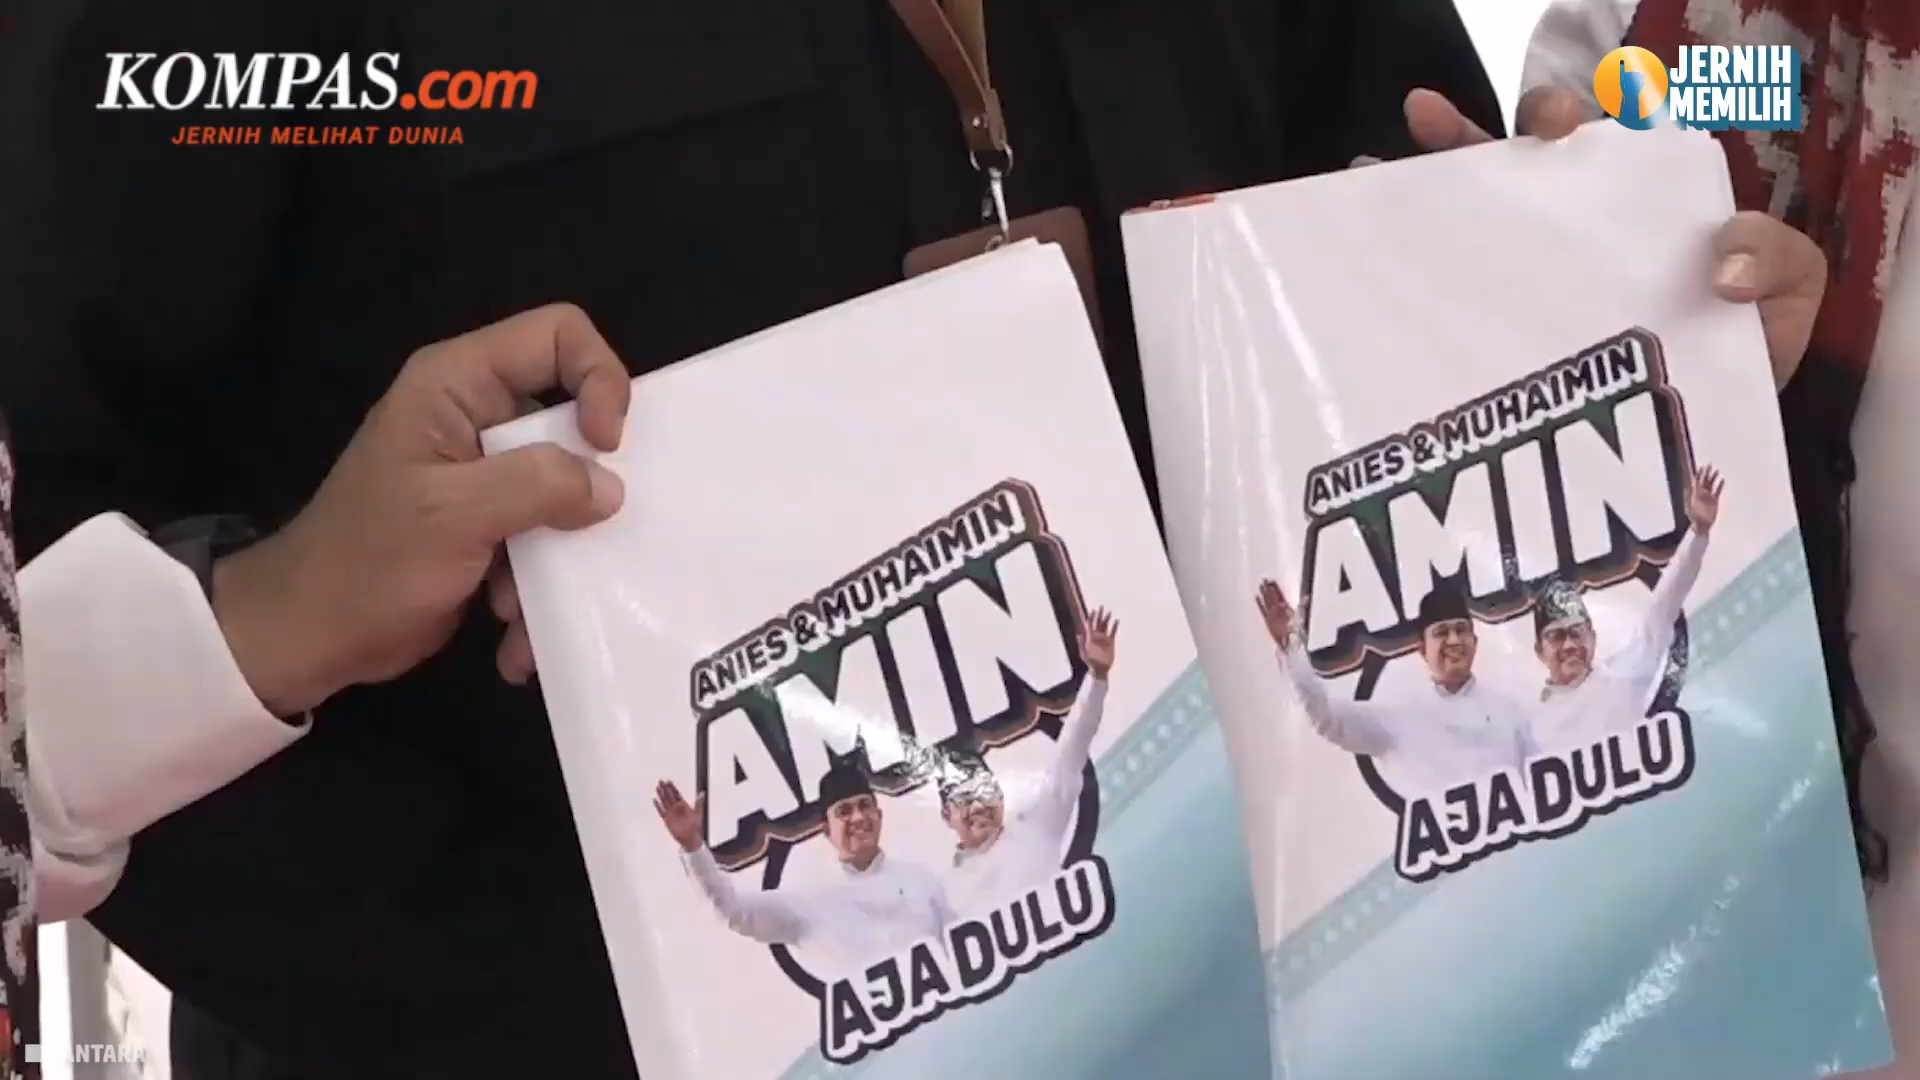 KOMPAS.com
JERNIH MELIHAT DUNIA
JERNIH
MEMILIH
ANIES & MUHAIMIN
AMIN
AJA DULU
ANIES & MUHAIMIN
AMIN
AJA DULU
ANTARA